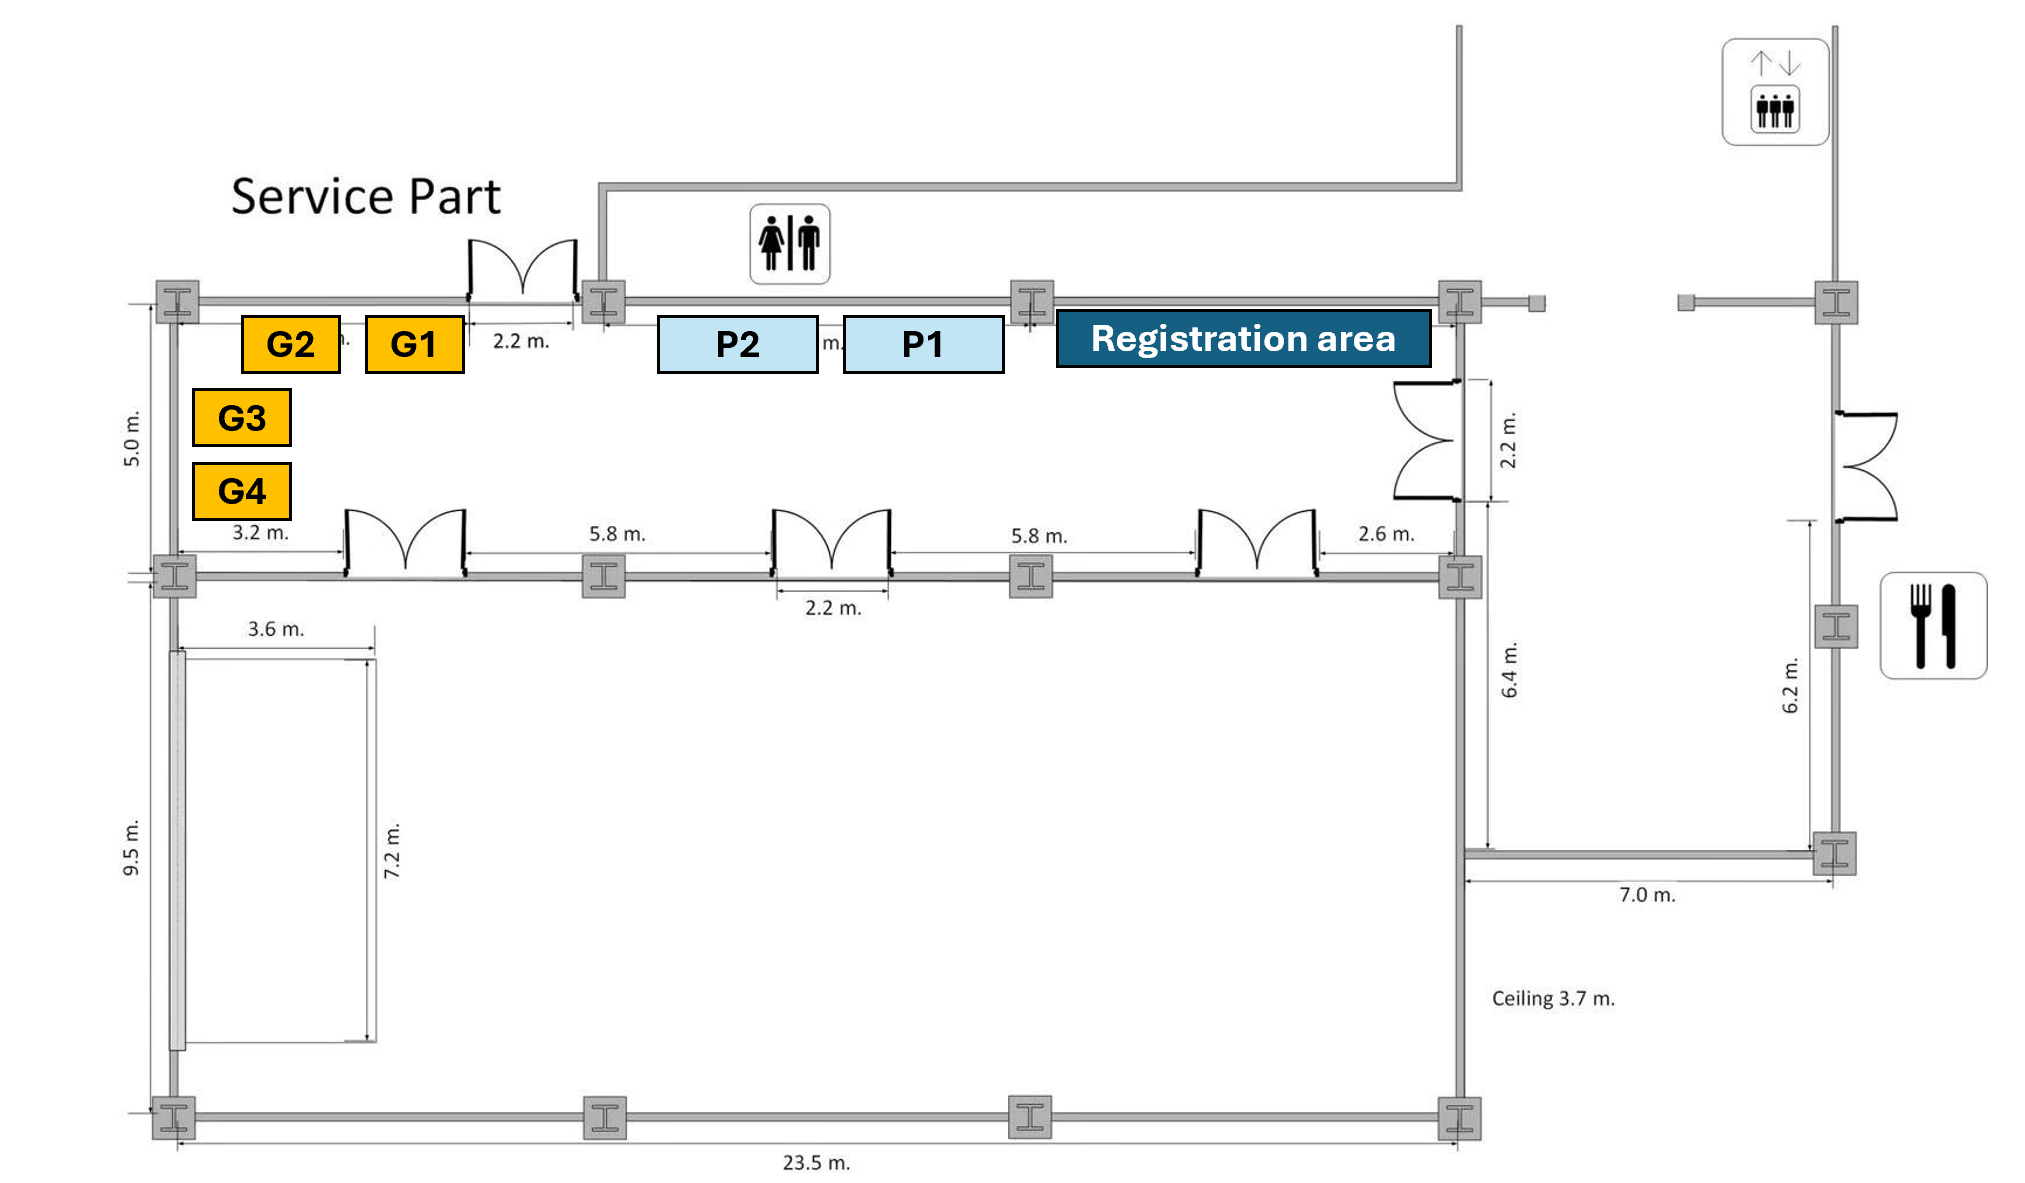 Service Part
G2
G1
2.2 m.
P2
m.
P1
Registration area
G3
5.0 m.
2.2 m.
G4
3.2 m.
5.8 m.
5.8 m.
2.6 m.
2.2 m.
3.6 m.
6.4 m.
6.2 m.
9.5 m.
7.2 m.
7.0 m.
Ceiling 3.7 m.
23.5 m.